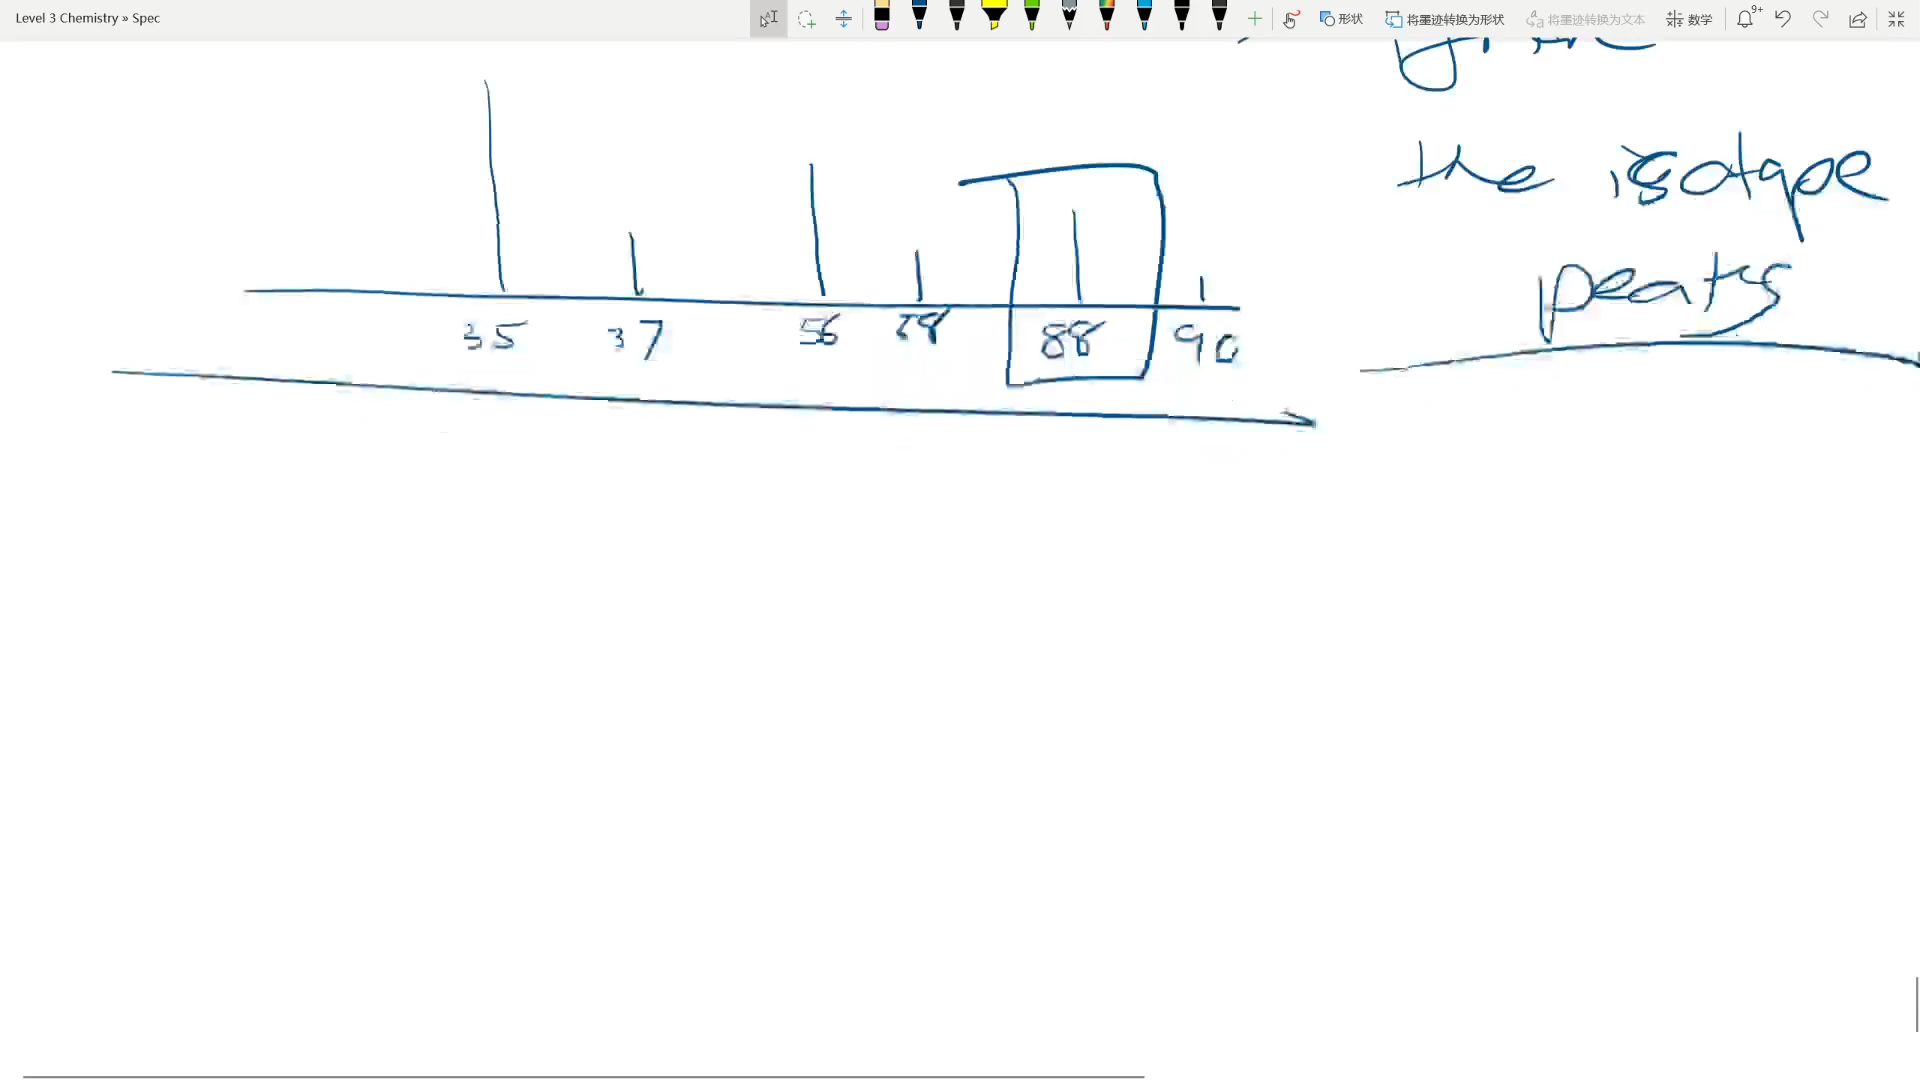 Level 3 Chemistry » Spec
形状
将墨迹转换为形状
将墨迹转换为文本
数学
9+
the isotope
peaks
35 37 56 88 90